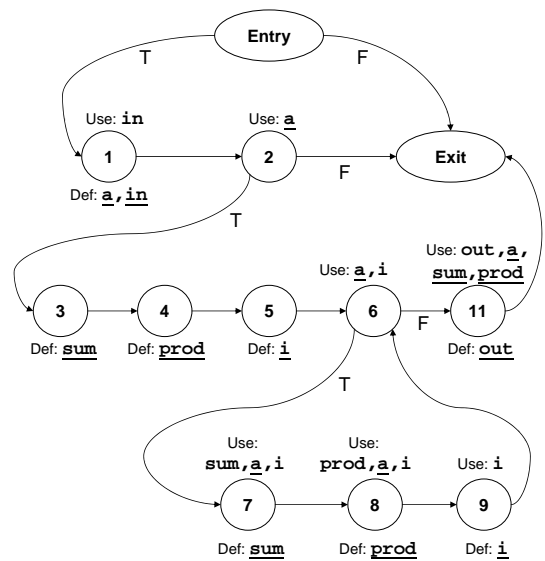 Entry
T
F
Use: in
Use: a
1
2
Exit
F
Def: a,in
T
Use: out,a,
sum,prod
Use: a,i
3
4
5
6
11
F
Def: sum
Def: prod
Def: i
Def: out
T
Use:
sum,a,i
Use:
prod,a,i
Use: i
7
8
9
Def: sum
Def: prod
Def: i